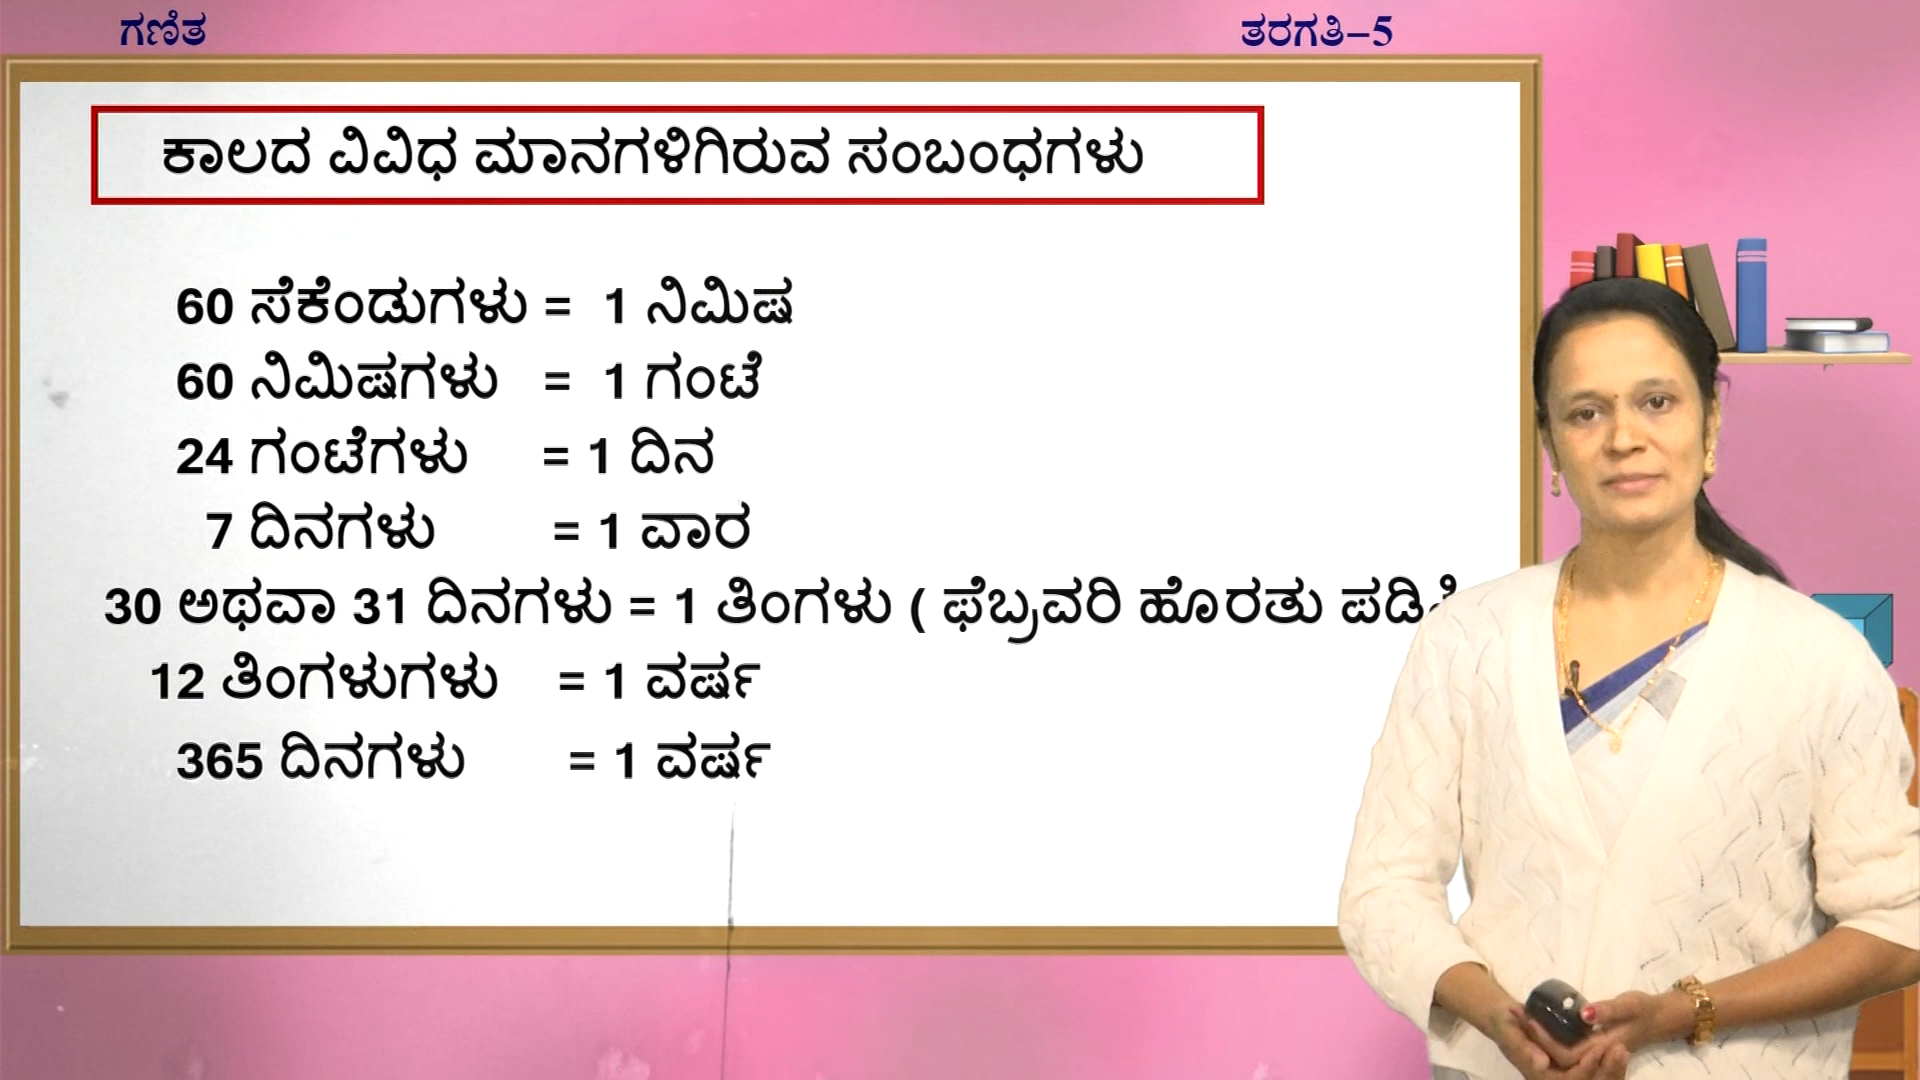 ಗಣಿತ
ತರಗತಿ–5
ಕಾಲದ ವಿವಿಧ ಮಾನಗಳಿಗಿರುವ ಸಂಬಂಧಗಳು
60 ಸೆಕೆಂಡುಗಳು = 1 ನಿಮಿಷ
60 ನಿಮಿಷಗಳು = 1 ಗಂಟೆ
24 ಗಂಟೆಗಳು = 1 ದಿನ
7 ದಿನಗಳು = 1 ವಾರ
30 ಅಥವಾ 31 ದಿನಗಳು = 1 ತಿಂಗಳು ( ಫೆಬ್ರವರಿ ಹೊರತು
12 ತಿಂಗಳುಗಳು = 1 ವರ್ಷ
365 ದಿನಗಳು = 1 ವರ್ಷ